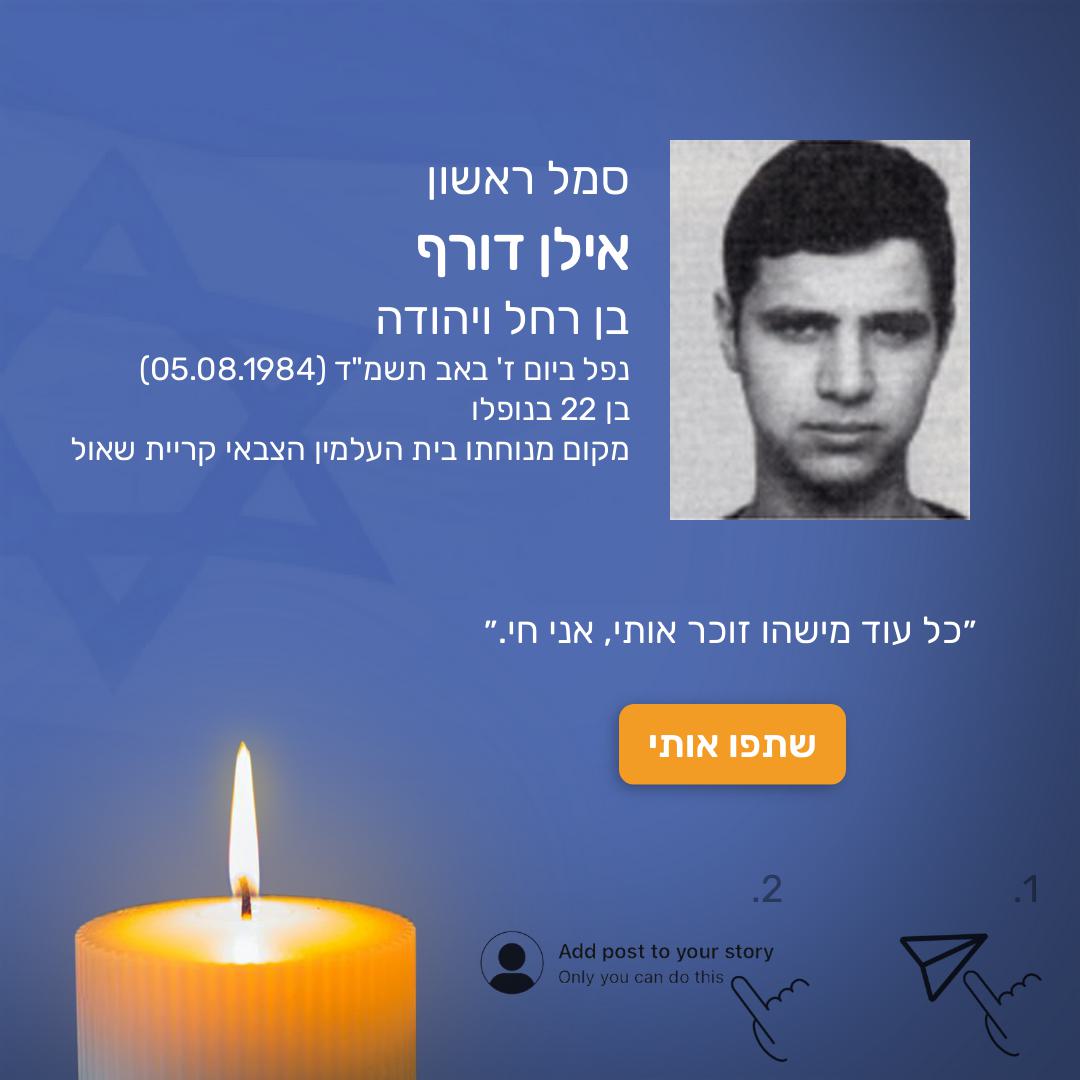 סמל ראשון
אילן דורף
בן רחל ויהודה
נפל ביום ז' באב תשמ"ד (05.08.1984)
בן 22 בנופלו
מקום מנוחתו בית העלמין הצבאי קריית שאול
״כל עוד מישהו זוכר אותי, אני חי.״
שתפו אותי
.1
.2
Add post to your story
Only you can do this